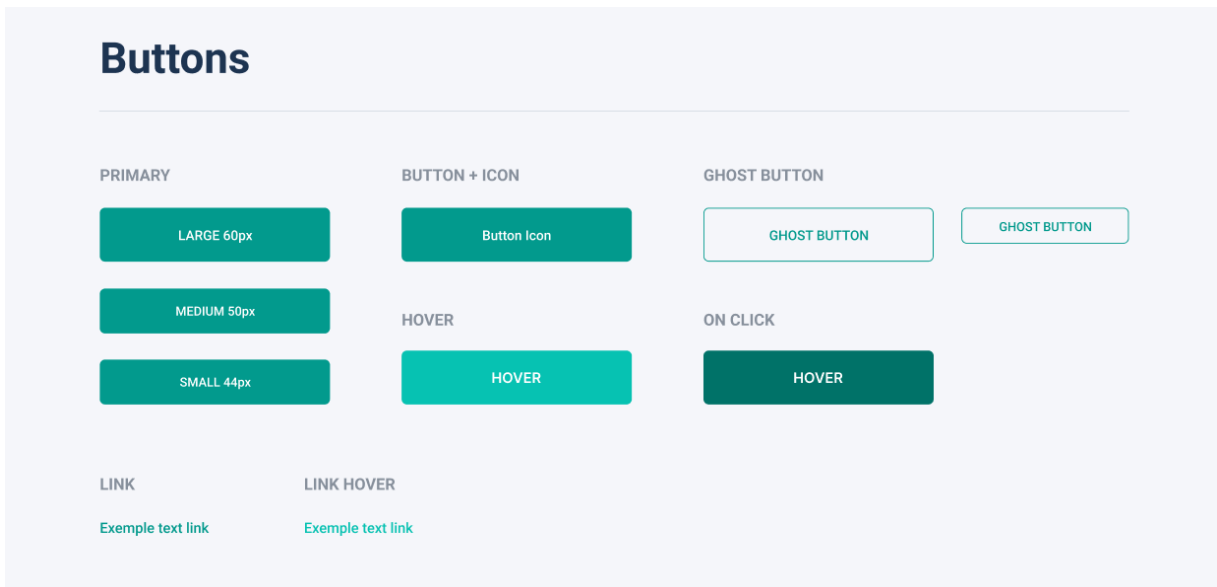 Buttons
PRIMARY
LARGE 60px
MEDIUM 50px
SMALL 44px
BUTTON + ICON
Button Icon
HOVER
HOVER
GHOST BUTTON
GHOST BUTTON
GHOST BUTTON
ON CLICK
HOVER
LINK
Exemple text link
LINK HOVER
Exemple text link